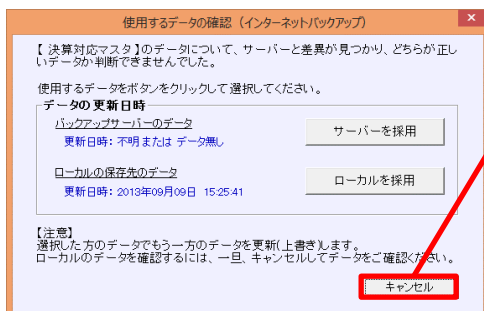 使用するデータの確認（インターネットバックアップ）
【 決算対応マスタ 】のデータについて、サーバーと差異が見つかり、どちらが正し
いデータか判断できませんでした。
使用するデータをボタンをクリックして選択してください。
データの更新日時
バックアップサーバーのデータ
更新日時：不明または データ無し
サーバーを採用
ローカルの保存先のデータ
更新日時：2013年09月09日 15:25:41
ローカルを採用
【注意】
選択した方のデータでもう一方のデータを更新(上書き)します。
ローカルのデータを確認するには、一旦、キャンセルしてデータをご確認ください。
キャンセル